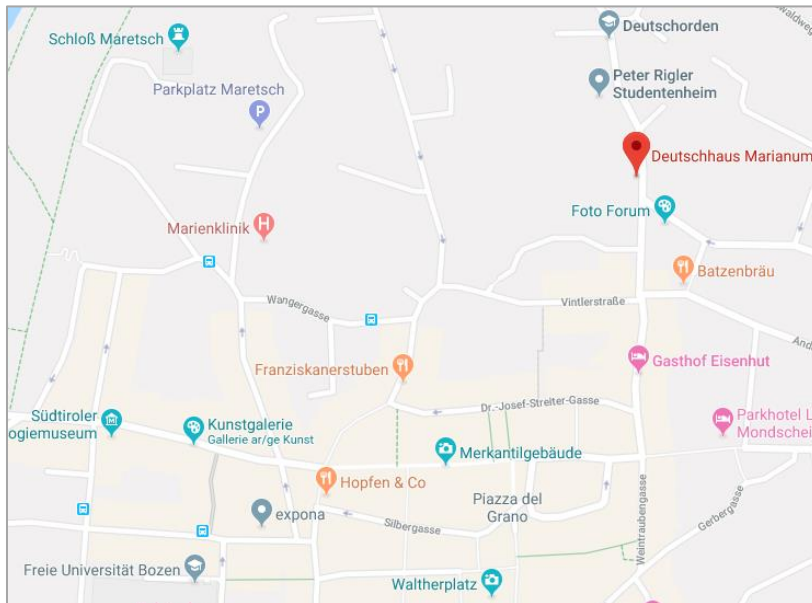 Schloß Maretsch
Parkplatz Maretsch
P
Deutschorden
Peter Rigler
Studentenheim
Deutschhaus Marianum
Foto Forum
Marienklinik
H
Batzenbräu
Wangergasse
Vintlerstraße
Franziskanerstuben
Gasthof Eisenhut
Dr.-Josef-Streiter-Gasse
Südtiroler
ogiemuseum
Kunstgalerie
Gallerie ar/ge Kunst
Parkhotel L
Mondschei
Merkantilgebäude
Hopfen & Co
Piazza del
Grano
expona
Silbergasse
Weintraubengasse
Gerbergasse
Freie Universität Bozen
Waltherplatz